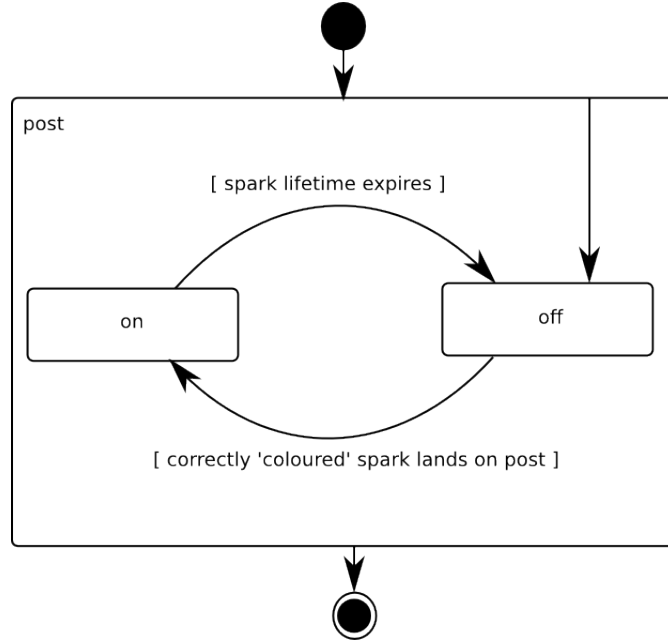 post
[ spark lifetime expires ]
on
off
[ correctly 'coloured' spark lands on post ]